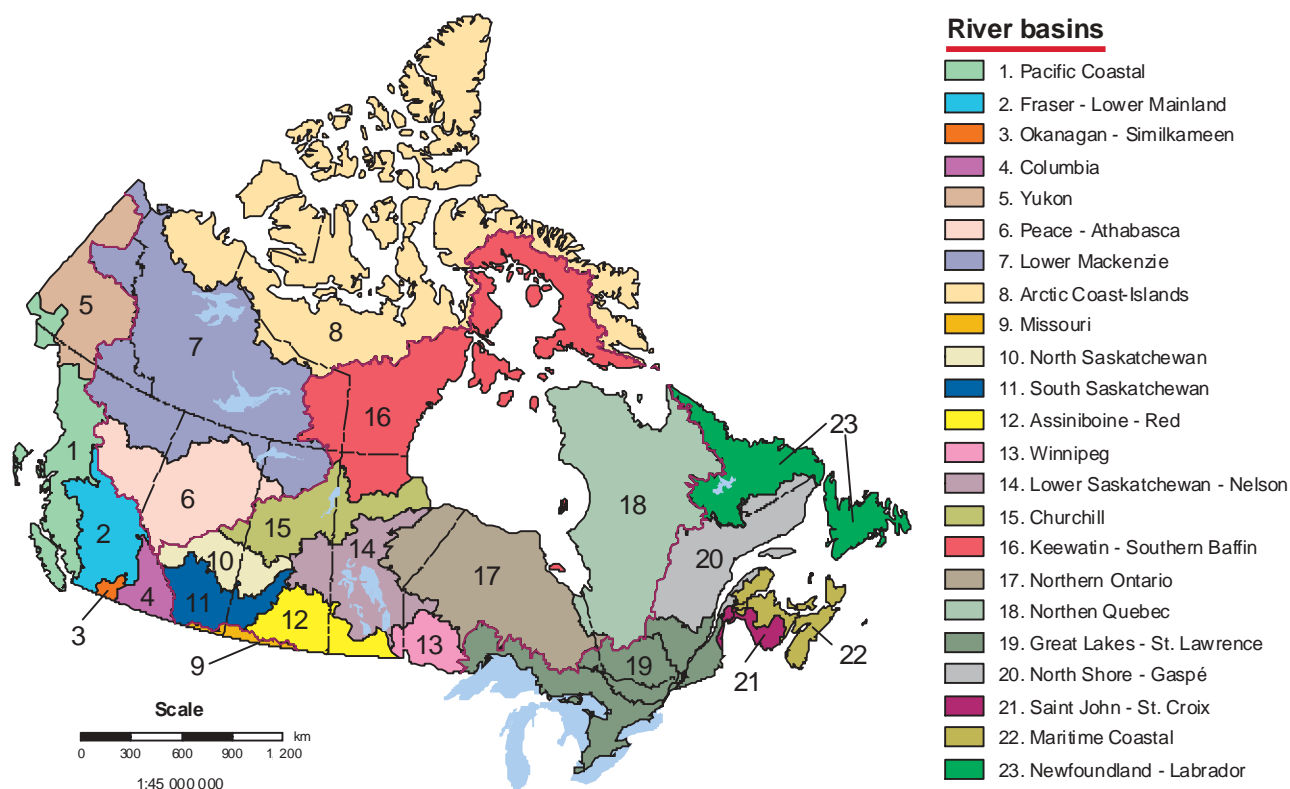 River basins
1. Pacific Coastal
2. Fraser - Lower Mainland
3. Okanagan - Similkameen
4. Columbia
5. Yukon
6. Peace - Athabasca
7. Lower Mackenzie
8. Arctic Coast-Islands
9. Missouri
10. North Saskatchewan
11. South Saskatchewan
12. Assiniboine - Red
13. Winnipeg
14. Lower Saskatchewan - Nelson
15. Churchill
16. Keewatin - Southern Baffin
17. Northern Ontario
18. Northen Quebec
19. Great Lakes - St. Lawrence
20. North Shore - Gaspé
21. Saint John - St. Croix
22. Maritime Coastal
23. Newfoundland - Labrador
5
8
7
16
23
1
6
18
2
15
14
20
10
17
4
11
12
3
13
19
9
21
22
Scale
km
0 300 600 900 1 200
1:45 000 000